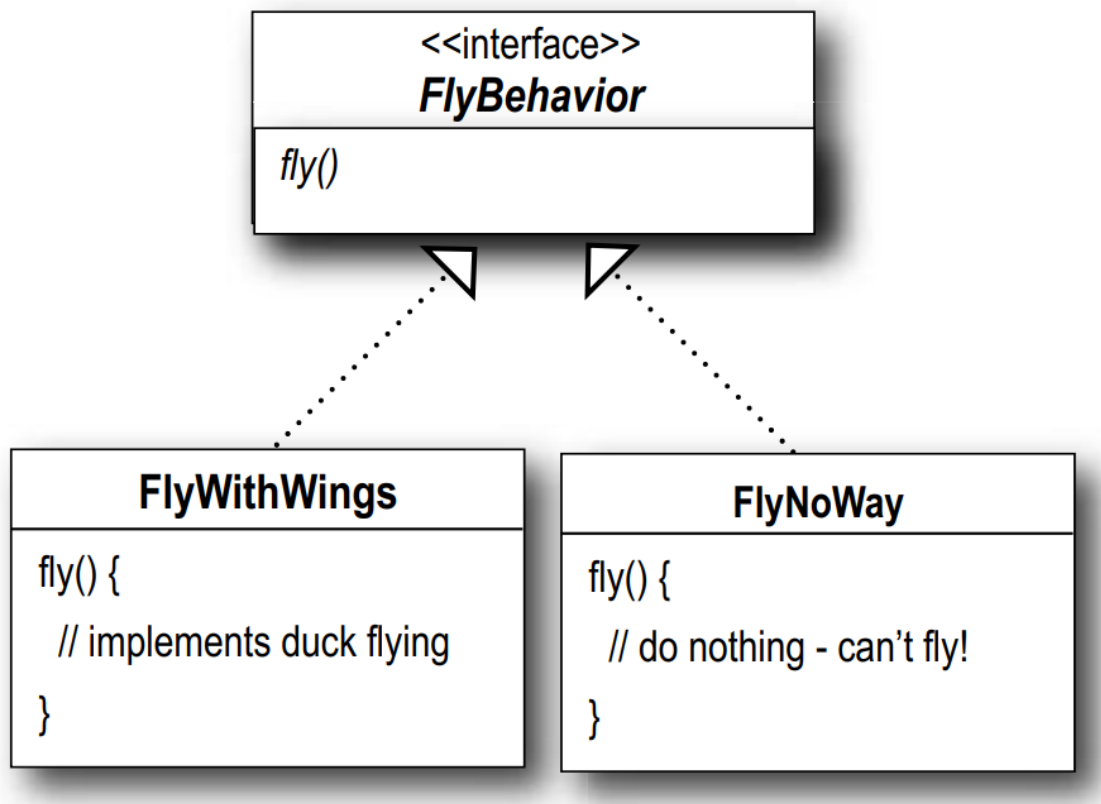 <<interface>>
FlyBehavior
fly()
FlyWithWings
fly() {
// implements duck flying
}
FlyNoWay
fly() {
// do nothing - can’t fly!
}